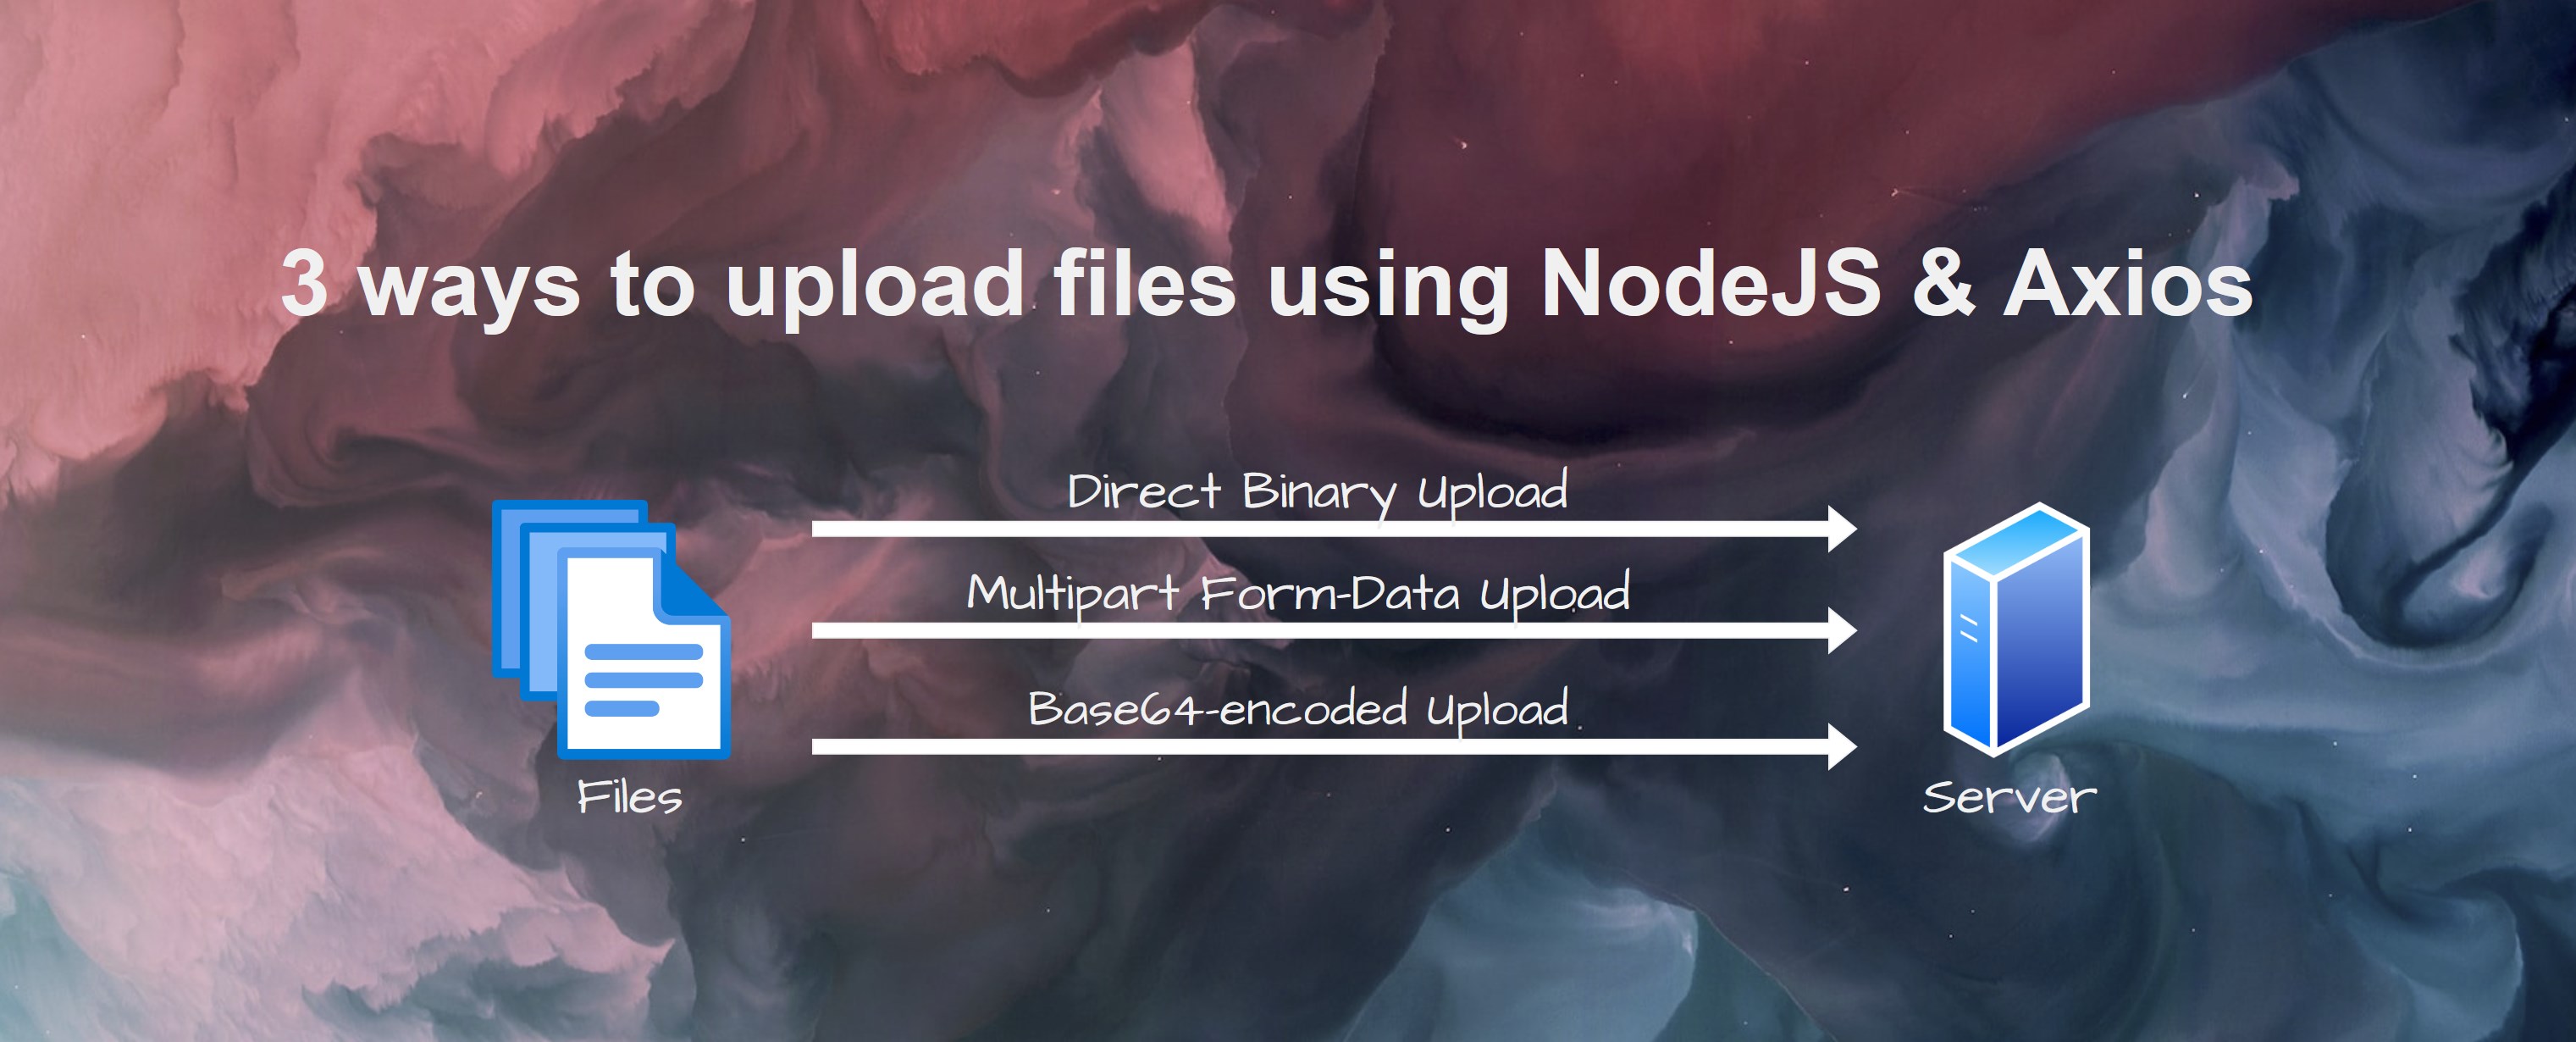 3 ways to upload files using NodeJS & Axios
Direct Binary Upload
Multipart Form-Data Upload
Base64-encoded Upload
Files
Server